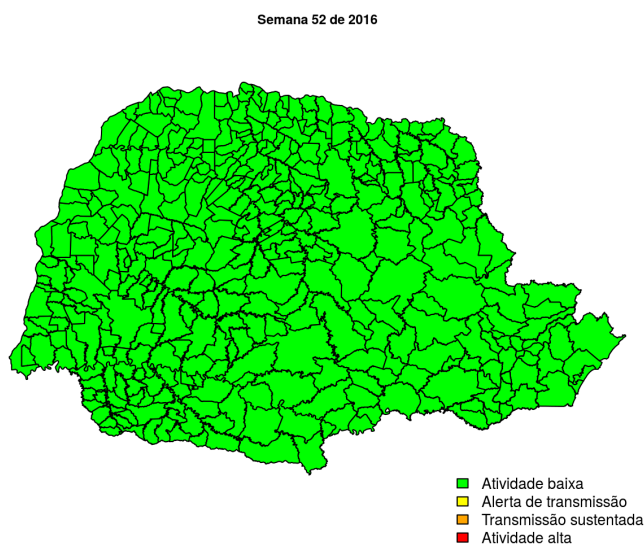 Semana 52 de 2016
Atividade baixa
Alerta de transmissão
Transmissão sustentada
Atividade alta